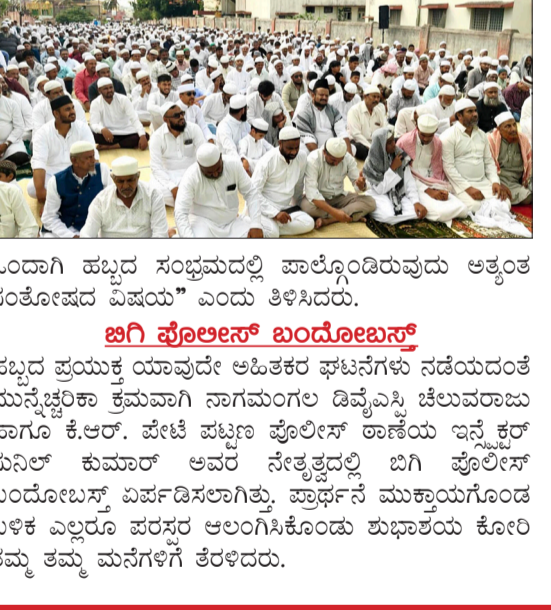 ಒಂದಾಗಿ ಹಬ್ಬದ ಸಂಭ್ರಮದಲ್ಲಿ ಪಾಲ್ಗೊಂಡಿರುವುದು ಅತ್ಯಂತ
ಸಂತೋಷದ ವಿಷಯ” ಎಂದು ತಿಳಿಸಿದರು.
ಬಿಗಿ ಪೊಲೀಸ್ ಬಂದೋಬಸ್ತ್
ಹಬ್ಬದ ಪ್ರಯುಕ್ತ ಯಾವುದೇ ಅಹಿತಕರ ಘಟನೆಗಳು ನಡೆಯದಂತೆ
ಮುನ್ನೆಚ್ಚರಿಕಾ ಕ್ರಮವಾಗಿ ನಾಗಮಂಗಲ ಡಿವೈಎಸ್ಪಿ ಚೆಲುವರಾಜು
ಹಾಗೂ ಕೆ.ಆರ್. ಪೇಟೆ ಪಟ್ಟಣ ಪೊಲೀಸ್ ಠಾಣೆಯ ಇನ್ಸ್ಪೆಕ್ಟರ್
ಸುನಿಲ್ ಕುಮಾರ್ ಅವರ ನೇತೃತ್ವದಲ್ಲಿ ಬಿಗಿ ಪೊಲೀಸ್
ಬಂದೋಬಸ್ತ್ ಏರ್ಪಡಿಸಲಾಗಿತ್ತು. ಪ್ರಾರ್ಥನೆ ಮುಕ್ತಾಯಗೊಂಡ
ಬಳಿಕ ಎಲ್ಲರೂ ಪರಸ್ಪರ ಆಲಂಗಿಸಿಕೊಂಡು ಶುಭಾಶಯ ಕೋರಿ
ತಮ್ಮ ತಮ್ಮ ಮನೆಗಳಿಗೆ ತೆರಳಿದರು.